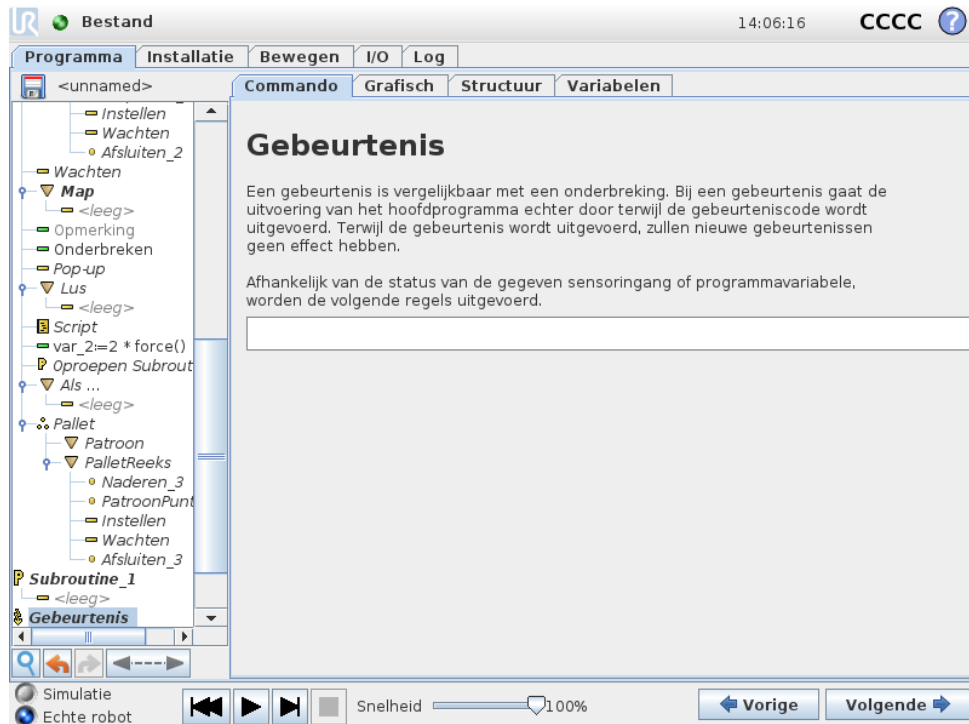 UR Bestand 14:06:16 CCCC ?
Programma Installatie Bewegen I/O Log
<unnamed> Commando Grafisch Structuur Variabelen
Instellen
Wachten
Afsluiten_2
Wachten
Map
<leeg>
Opmerking
Onderbreken
Pop-up
Lus
<leeg>
Script
var_2:=2 * force()
Oproepen Subrout
Als ...
<leeg>
Pallet
Patroon
PalletReeks
Naderen_3
PatroonPunt
Instellen
Wachten
Afsluiten_3
P Subroutine_1
<leeg>
Gebeurtenis
Gebeurtenis
Een gebeurtenis is vergelijkbaar met een onderbreking. Bij een gebeurtenis gaat de
uitvoering van het hoofdprogramma echter door terwijl de gebeurteniscode wordt
uitgevoerd. Terwijl de gebeurtenis wordt uitgevoerd, zullen nieuwe gebeurtenissen
geen effect hebben.
Afhankelijk van de status van de gegeven sensoringang of programmavariabele,
worden de volgende regels uitgevoerd.
Simulatie
Echte robot
Snelheid 100%
Vorige Volgende